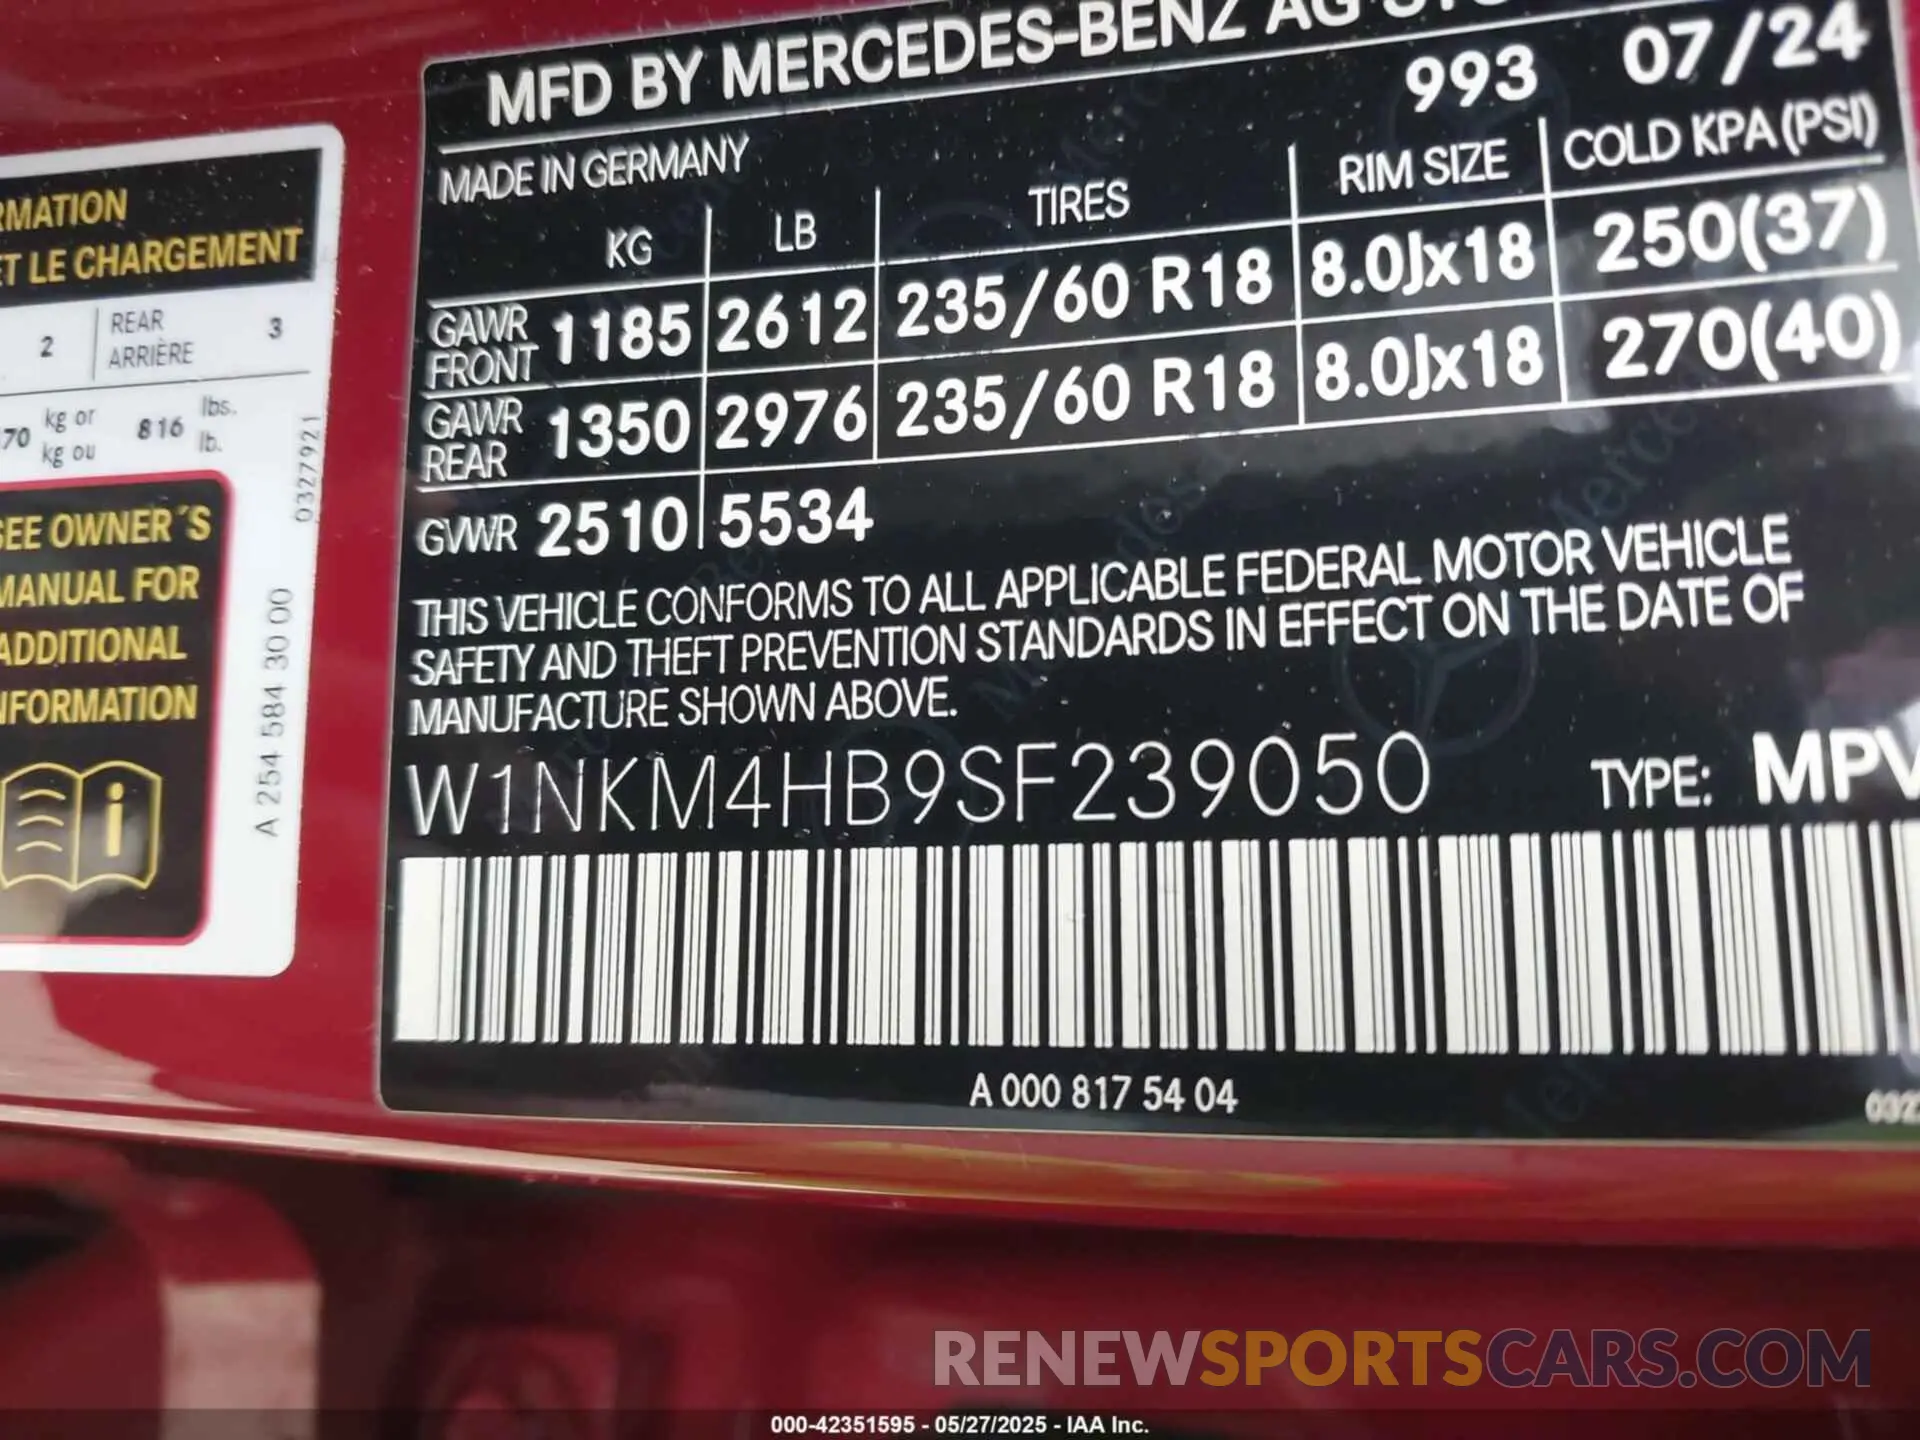 RMATION
ET LE CHARGEMENT
2 REAR ARRIÈRE 3
70 kg or kg ou 816 lbs. lb.
SEE OWNER´S
MANUAL FOR
ADDITIONAL
INFORMATION
0327921
A 254 584 30 00
MFD BY MERCEDES-BENZ AG
993 07/24
MADE IN GERMANY
KG LB TIRES RIM SIZE COLD KPA (PSI)
GAWR FRONT 1185 2612 235/60 R18 8.0Jx18 250(37)
GAWR REAR 1350 2976 235/60 R18 8.0Jx18 270(40)
GVWR 2510 5534
THIS VEHICLE CONFORMS TO ALL APPLICABLE FEDERAL MOTOR VEHICLE
SAFETY AND THEFT PREVENTION STANDARDS IN EFFECT ON THE DATE OF
MANUFACTURE SHOWN ABOVE.
W1NKM4HB9SF239050 TYPE: MPV
A 000 817 54 04
RENEWSPORTSCARS.COM
000-42351595 - 05/27/2025 - IAA Inc.